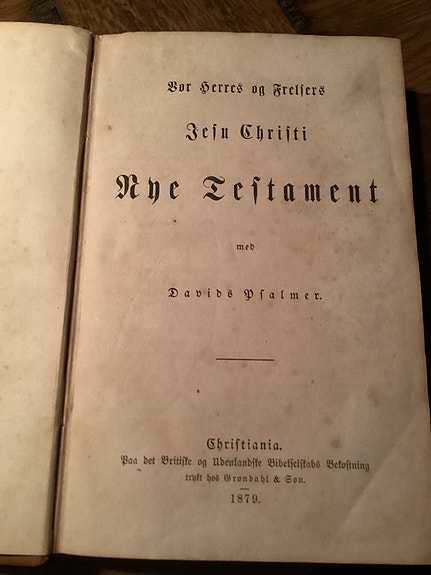 Vor Herres og Frelsers
Jesu Christi
Nye Testament
med
Davids Psalmer.
Christiania.
Paa det Britiske og Udenlandske Bibelselskabs Bekostning
trykt hos Grøndahl & Søn.
1879.